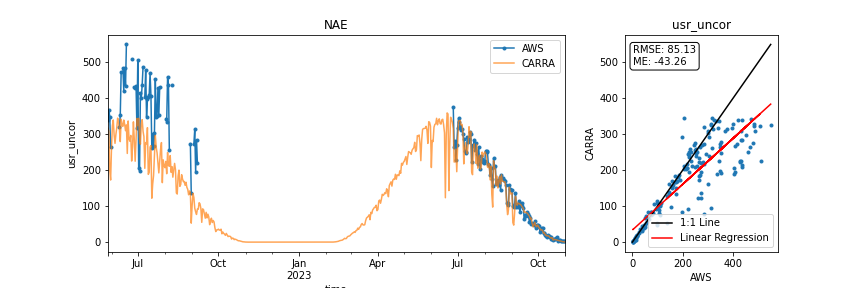 NAE
usr_uncor
500
400
300
200
100
0
usr_uncor
AWS
CARRA
Jul
Oct
Jan
2023
Apr
Jul
Oct
time
500
400
300
200
100
0
CARRA
RMSE: 85.13
ME: -43.26
1:1 Line
Linear Regression
0
200
400
AWS